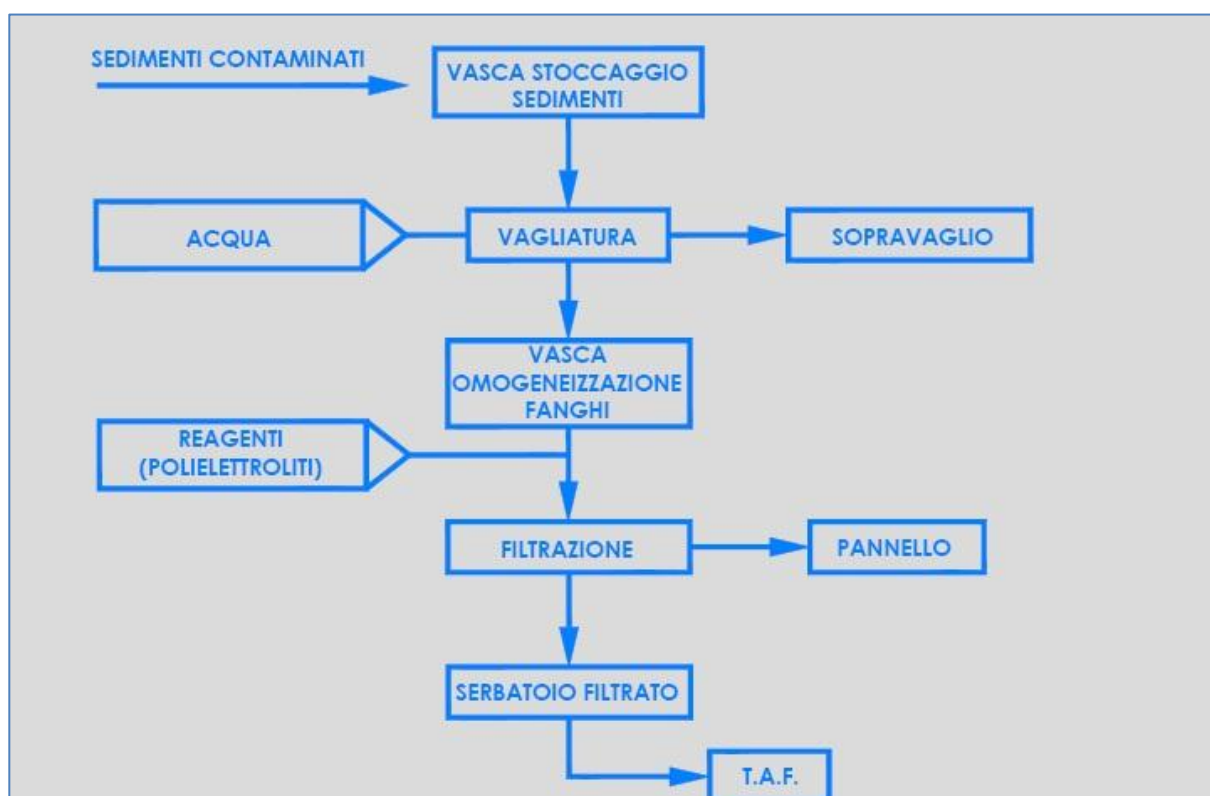 SEDIMENTI CONTAMINATI
VASCA STOCCAGGIO
SEDIMENTI
ACQUA
VAGLIATURA
SOPRAVAGLIO
VASCA
OMOGENEIZZAZIONE
FANGHI
REAGENTI
(POLIELETTROLITI)
FILTRAZIONE
PANNELLO
SERBATOIO FILTRATO
T.A.F.